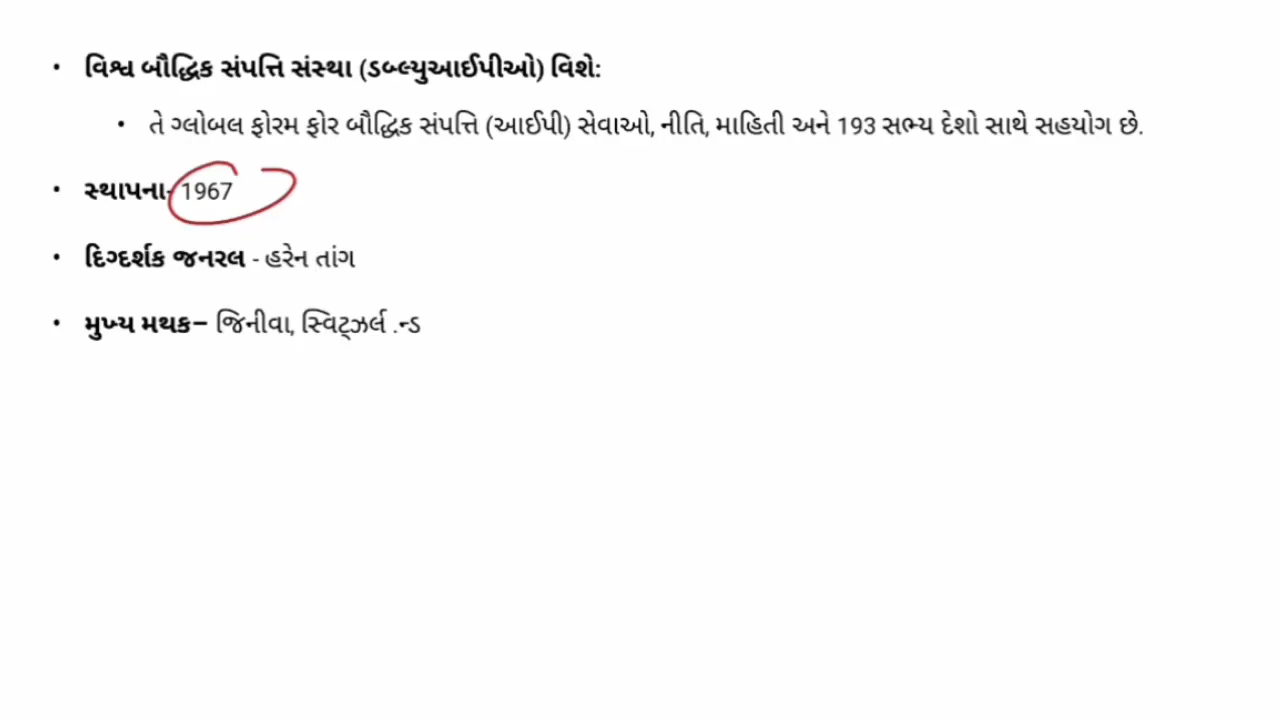 • વિશ્વ બૌદ્ધિક સંપત્તિ સંસ્થા (ડબ્લ્યુઆઈપીઓ) વિશે:
• તે ગ્લોબલ ફોરમ ફોર બૌદ્ધિક સંપત્તિ (આઈપી) સેવાઓ, નીતિ, માહિતી અને 193 સભ્ય દેશો સાથે સહયોગ છે.
• સ્થાપના- 1967
• દિગ્દર્શક જનરલ - હરેન તાંગ
• મુખ્ય મથક– જિનીવા, સ્વિટ્ઝર્લ .ન્ડ